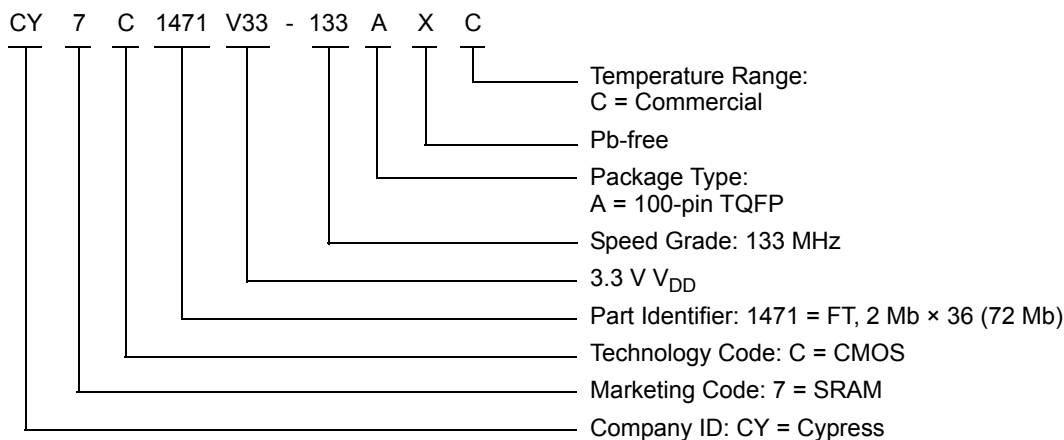 CY 7 C 1471 V33 - 133 A X C
Temperature Range:
C = Commercial
Pb-free
Package Type:
A = 100-pin TQFP
Speed Grade: 133 MHz
3.3 V VDD
Part Identifier: 1471 = FT, 2 Mb × 36 (72 Mb)
Technology Code: C = CMOS
Marketing Code: 7 = SRAM
Company ID: CY = Cypress